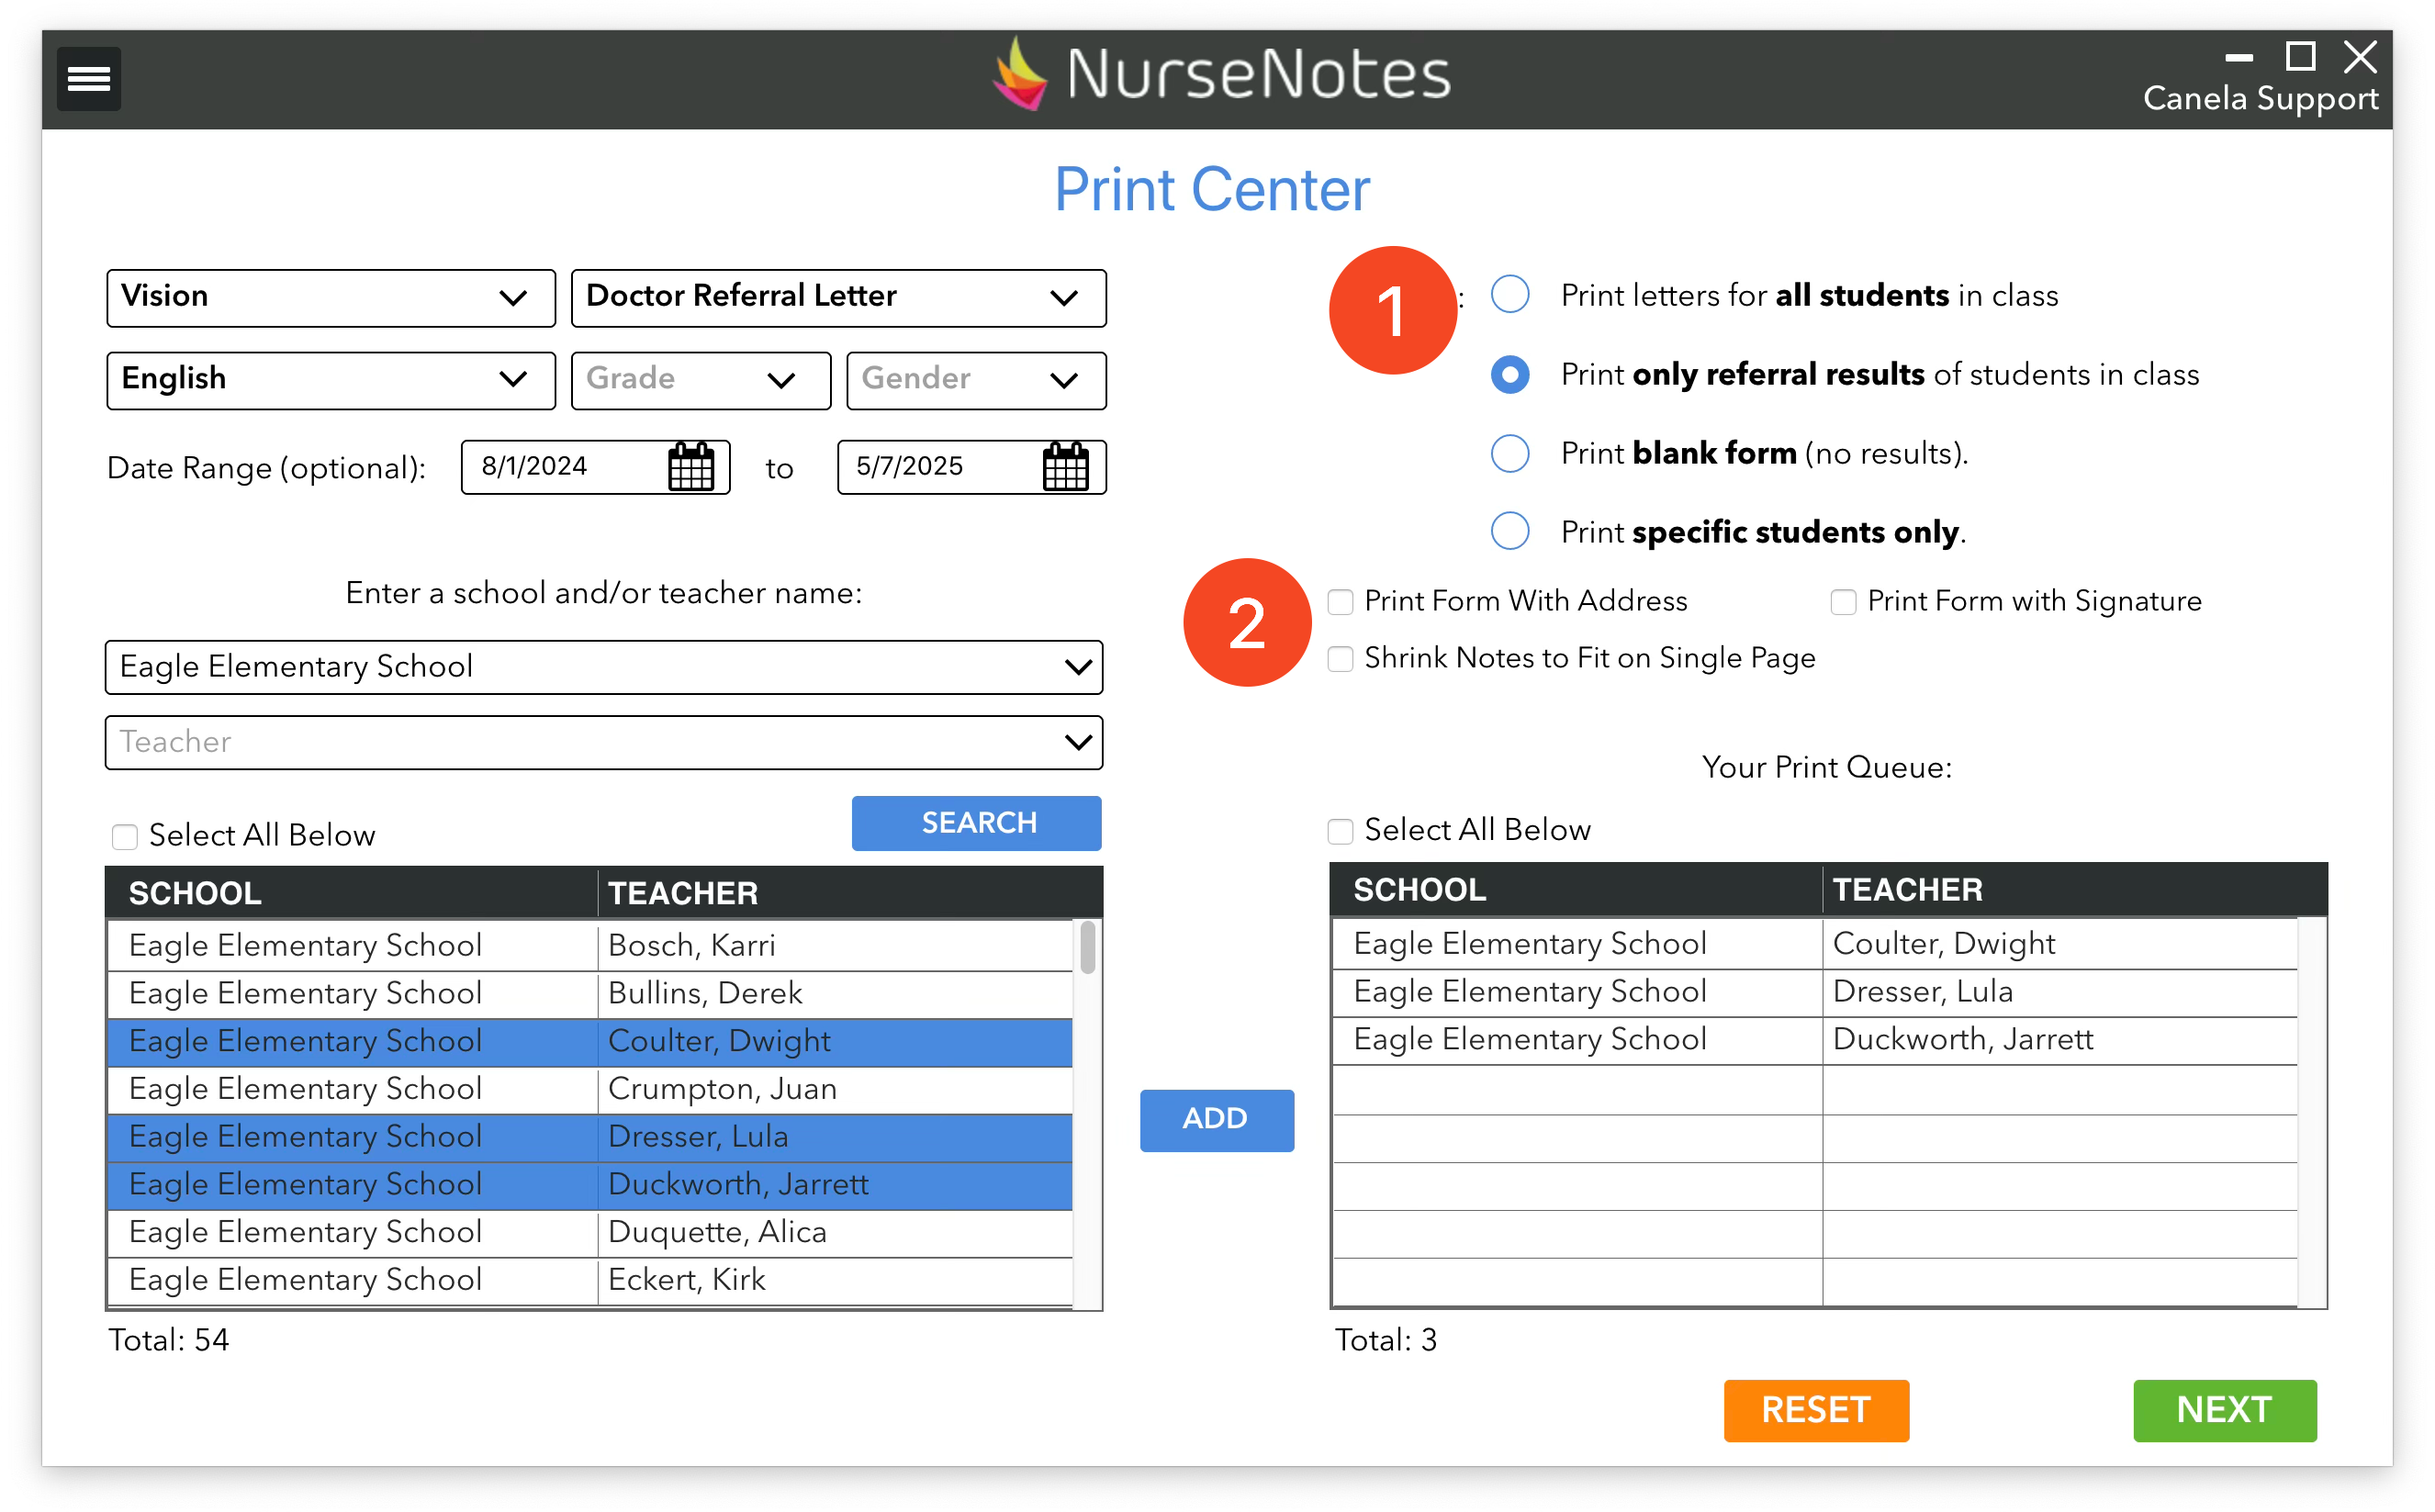 NurseNotes
Canela Support
Print Center
Vision
Doctor Referral Letter
English
Grade
Gender
Date Range (optional):
8/1/2024
to
5/7/2025
Enter a school and/or teacher name:
Eagle Elementary School
Teacher
SEARCH
Select All Below
SCHOOL TEACHER
Eagle Elementary School Bosch, Karri
Eagle Elementary School Bullins, Derek
Eagle Elementary School Coulter, Dwight
Eagle Elementary School Crumpton, Juan
Eagle Elementary School Dresser, Lula
Eagle Elementary School Duckworth, Jarrett
Eagle Elementary School Duquette, Alica
Eagle Elementary School Eckert, Kirk
Total: 54
ADD
1 :
Print letters for all students in class
Print only referral results of students in class
Print blank form (no results).
Print specific students only.
2
Print Form With Address
Print Form with Signature
Shrink Notes to Fit on Single Page
Your Print Queue:
Select All Below
SCHOOL TEACHER
Eagle Elementary School Coulter, Dwight
Eagle Elementary School Dresser, Lula
Eagle Elementary School Duckworth, Jarrett
Total: 3
RESET
NEXT